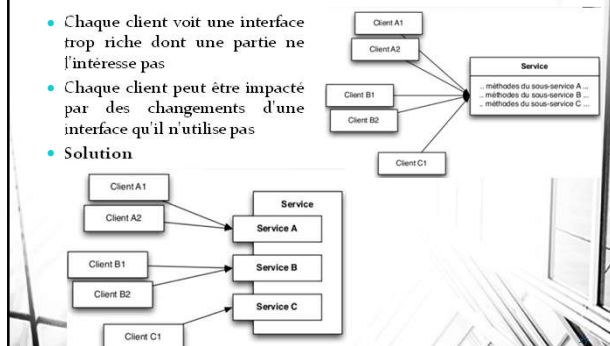 Chaque client voit une interface
trop riche dont une partie ne
l'intéresse pas
Chaque client peut être impacté
par des changements d'une
interface qu'il n'utilise pas
Solution
Client A1
Client A2
Client B1
Client B2
Client C1
Service
... méthodes du sous-service A ...
... méthodes du sous-service B ...
... méthodes du sous-service C ...
Client A1
Client A2
Client B1
Client B2
Client C1
Service
Service A
Service B
Service C